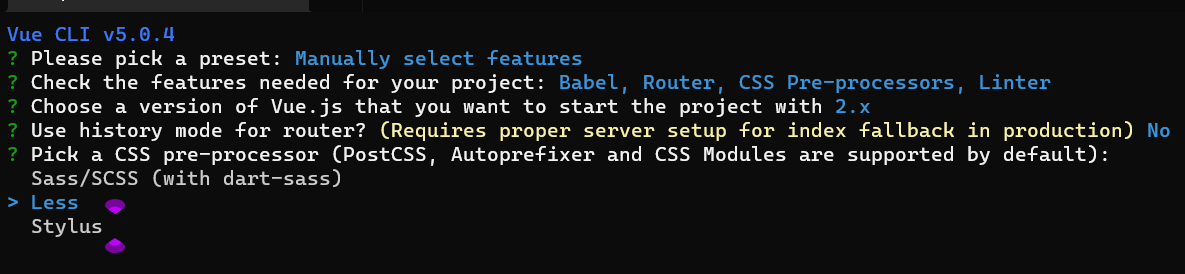 Vue CLI v5.0.4
? Please pick a preset: Manually select features
? Check the features needed for your project: Babel, Router, CSS Pre-processors, Linter
? Choose a version of Vue.js that you want to start the project with 2.x
? Use history mode for router? (Requires proper server setup for index fallback in production) No
? Pick a CSS pre-processor (PostCSS, Autoprefixer and CSS Modules are supported by default):
Sass/SCSS (with dart-sass)
> Less
Stylus